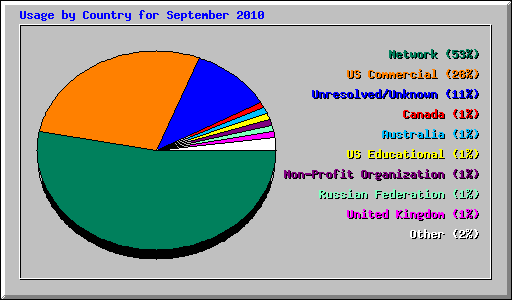 Usage by Country for September 2010
Network (53%)
US Commercial (28%)
Unresolved/Unknown (11%)
Canada (1%)
Australia (1%)
US Educational (1%)
Non-Profit Organization (1%)
Russian Federation (1%)
United Kingdom (1%)
Other (2%)